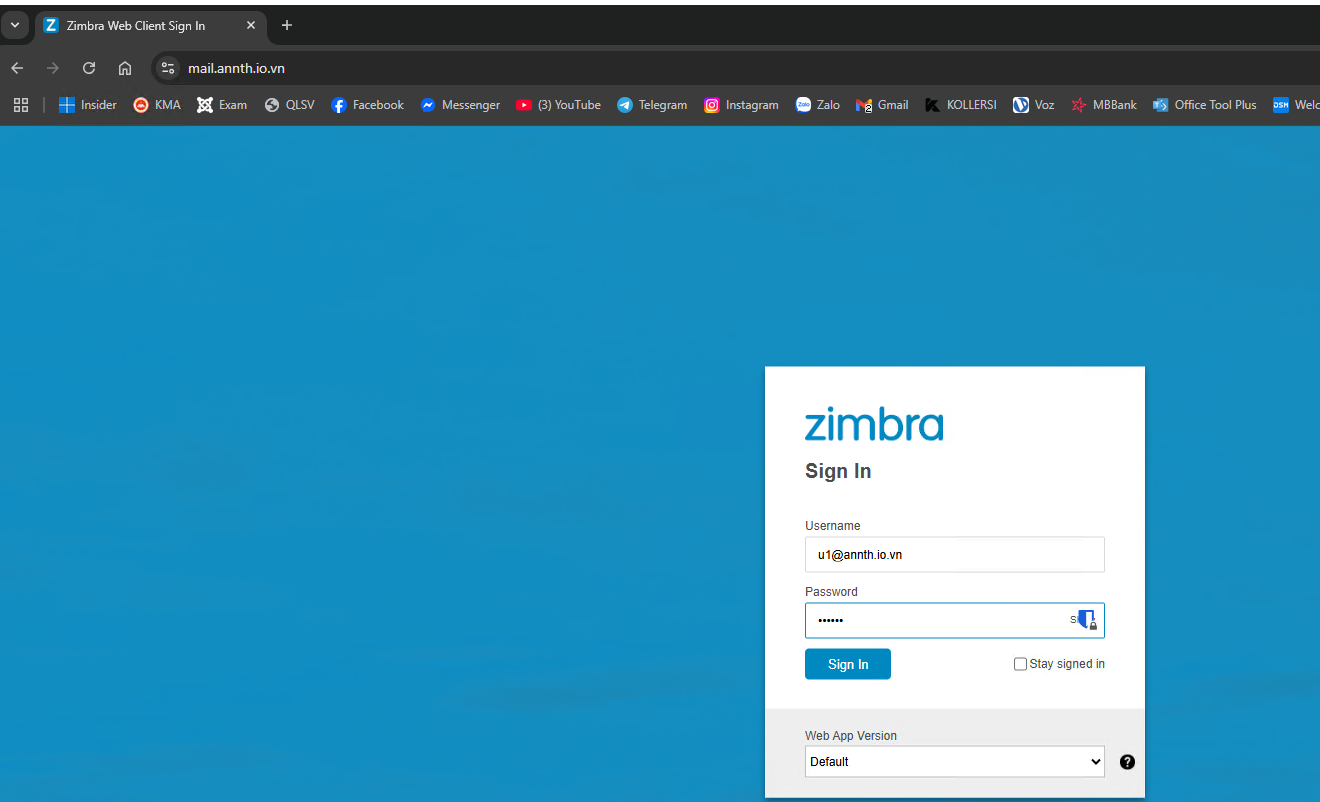 Zimbra Web Client Sign In
mail.annth.io.vn
Insider KMA Exam QLSV Facebook Messenger (3) YouTube Telegram Instagram Zalo Gmail KOLLERSI Voz MBBank Office Tool Plus DSM
zimbra
Sign In
Username
u1@annth.io.vn
Password
••••••
Sign In Stay signed in
Web App Version
Default